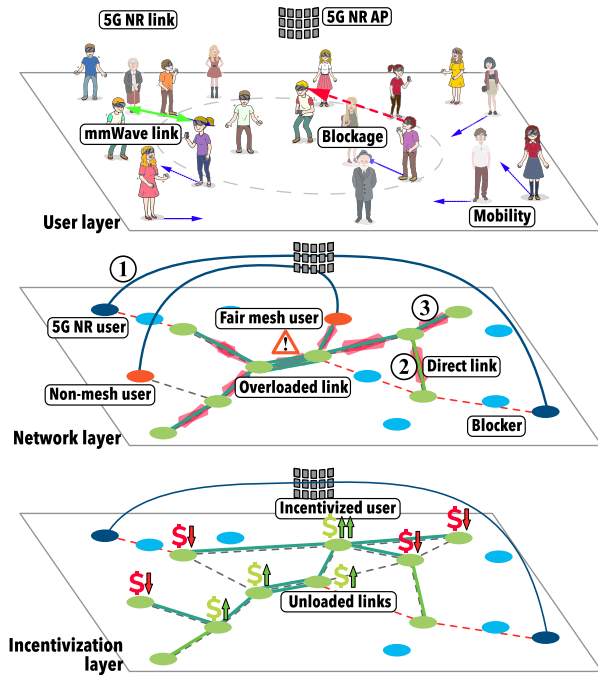 5G NR link
5G NR AP
mmWave link
Blockage
Mobility
User layer
1
5G NR user
Fair mesh user
3
!
2
Direct link
Overloaded link
Non-mesh user
Blocker
Network layer
Incentivized user
$
$
$
$
$
$
$
$
Unloaded links
Incentivization
layer